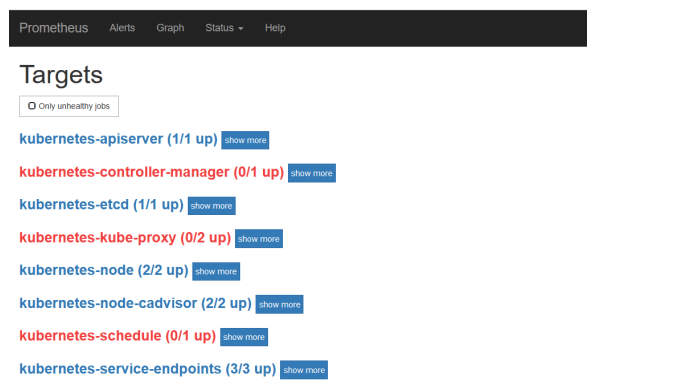 Prometheus Alerts Graph Status Help
Targets
Only unhealthy jobs
kubernetes-apiserver (1/1 up) show more
kubernetes-controller-manager (0/1 up) show more
kubernetes-etcd (1/1 up) show more
kubernetes-kube-proxy (0/2 up) show more
kubernetes-node (2/2 up) show more
kubernetes-node-cadvisor (2/2 up) show more
kubernetes-schedule (0/1 up) show more
kubernetes-service-endpoints (3/3 up) show more